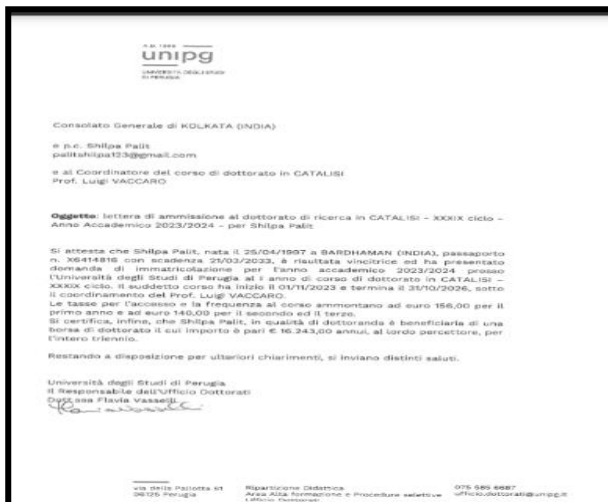 A.D. 1308
unipg
UNIVERSITÀ DEGLI STUDI
DI PERUGIA
Consolato Generale di KOLKATA (INDIA)
e p.c. Shilpa Palit
palitshilpa123@gmail.com
e al Coordinatore del corso di dottorato in CATALISI
Prof. Luigi VACCARO
Oggetto: lettera di ammissione al dottorato di ricerca in CATALISI – XXXIX ciclo –
Anno Accademico 2023/2024 – per Shilpa Palit
Si attesta che Shilpa Palit, nata il 25/04/1997 a BARDHAMAN (INDIA), passaporto
n. X6414816 con scadenza 21/03/2033, è risultata vincitrice ed ha presentato
domanda di immatricolazione per l'anno accademico 2023/2024 presso
l'Università degli Studi di Perugia al I anno di corso di dottorato in CATALISI –
XXXIX ciclo. Il suddetto corso ha inizio il 01/11/2023 e termina il 31/10/2026, sotto
il coordinamento del Prof. Luigi VACCARO.
Le tasse per l'accesso e la frequenza al corso ammontano ad euro 156,00 per il
primo anno e ad euro 140,00 per il secondo ed il terzo.
Si certifica, infine, che Shilpa Palit, in qualità di dottoranda è beneficiaria di una
borsa di dottorato il cui importo è pari € 16.243,00 annui, al lordo percettore, per
l'intero triennio.
Restando a disposizione per ulteriori chiarimenti, si inviano distinti saluti.
Università degli Studi di Perugia
Il Responsabile dell'Ufficio Dottorati
Dott.ssa Flavia Vasselli
via della Pallotta 61
06126 Perugia
Ripartizione Didattica
Area Alta formazione e Procedure selettive
Ufficio Dottorati
075 585 6687
ufficio.dottorati@unipg.it